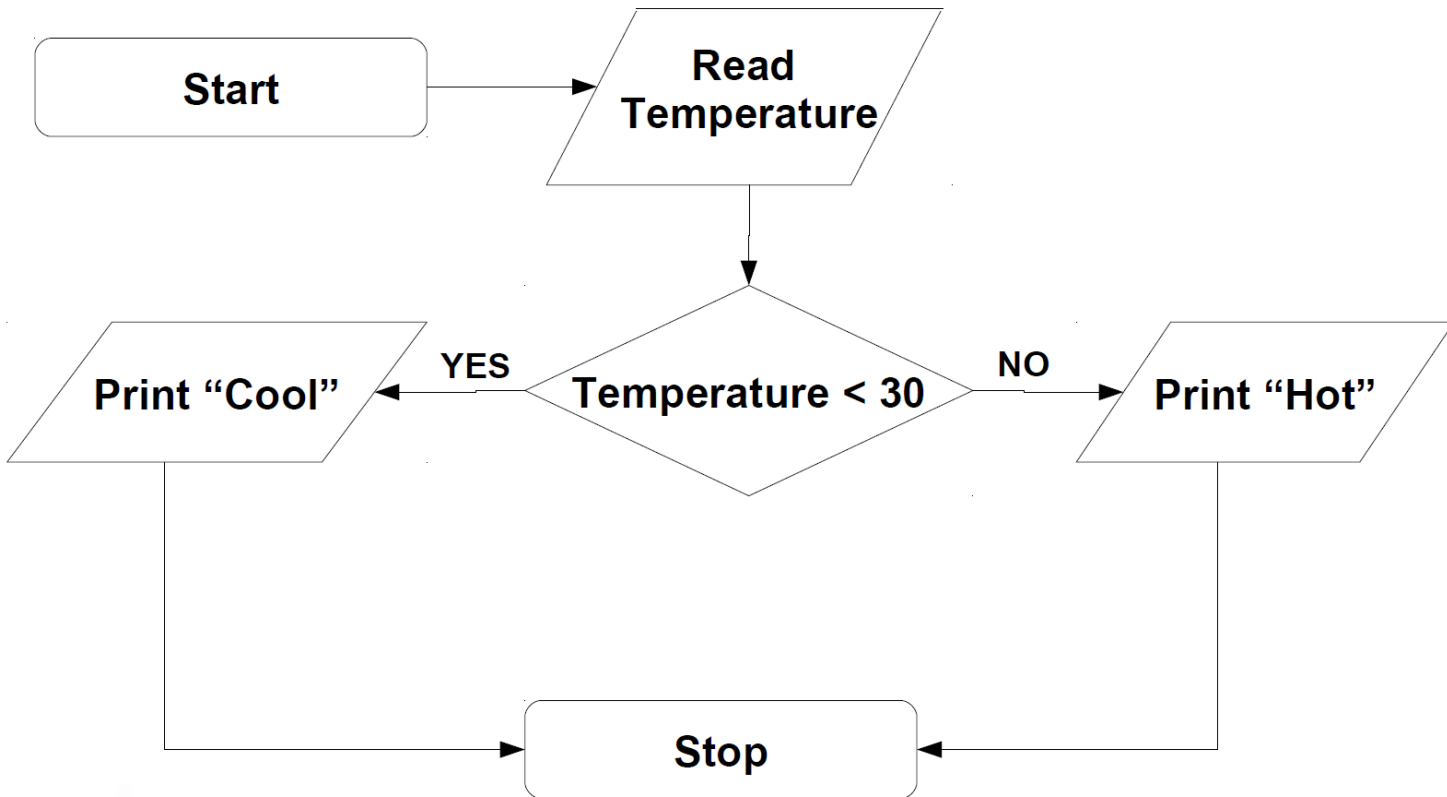 Start
Read
Temperature
YES
NO
Print “Cool”
Temperature < 30
Print “Hot”
Stop